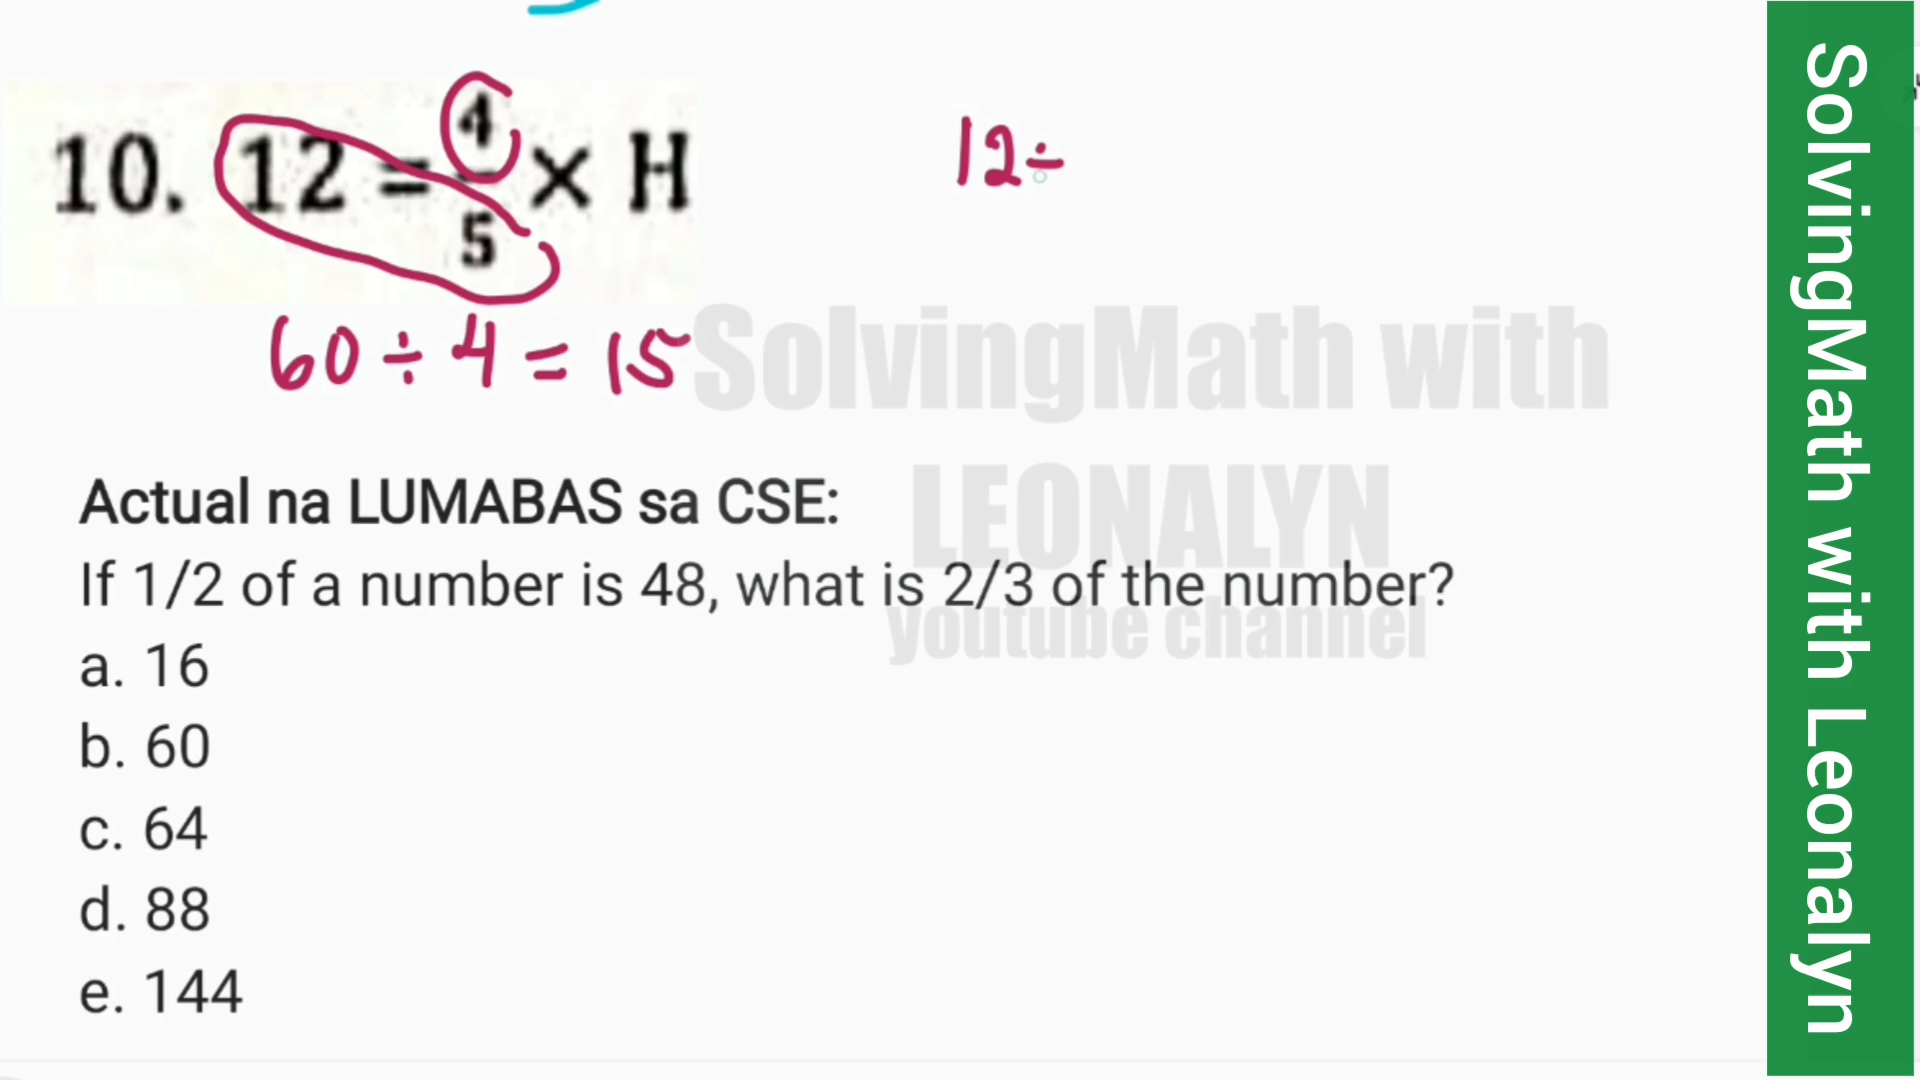 10. 12 = 4/5 × H
12÷
60 ÷ 4 = 15
SolvingMath with
LEONALYN
youtube channel
Actual na LUMABAS sa CSE:
If 1/2 of a number is 48, what is 2/3 of the number?
a. 16
b. 60
c. 64
d. 88
e. 144
SolvingMath with Leonalyn